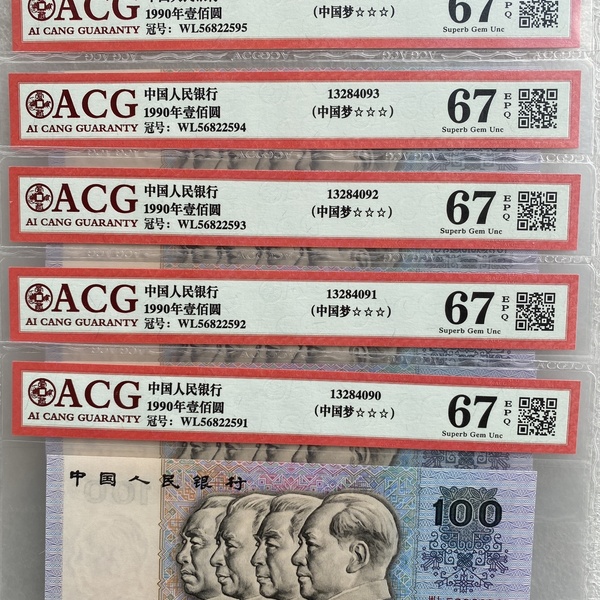 ACG
AI CANG GUARANTY
1990年壹佰圆
冠号：WL56822595
(中国梦☆☆☆)
67
EPQ
Superb Gem Unc
ACG
AI CANG GUARANTY
中国人民银行
1990年壹佰圆
冠号：WL56822594
13284093
(中国梦☆☆☆)
67
EPQ
Superb Gem Unc
ACG
AI CANG GUARANTY
中国人民银行
1990年壹佰圆
冠号：WL56822593
13284092
(中国梦☆☆☆)
67
EPQ
Superb Gem Unc
ACG
AI CANG GUARANTY
中国人民银行
1990年壹佰圆
冠号：WL56822592
13284091
(中国梦☆☆☆)
67
EPQ
Superb Gem Unc
ACG
AI CANG GUARANTY
中国人民银行
1990年壹佰圆
冠号：WL56822591
13284090
(中国梦☆☆☆)
67
EPQ
Superb Gem Unc
中国人民银行
100